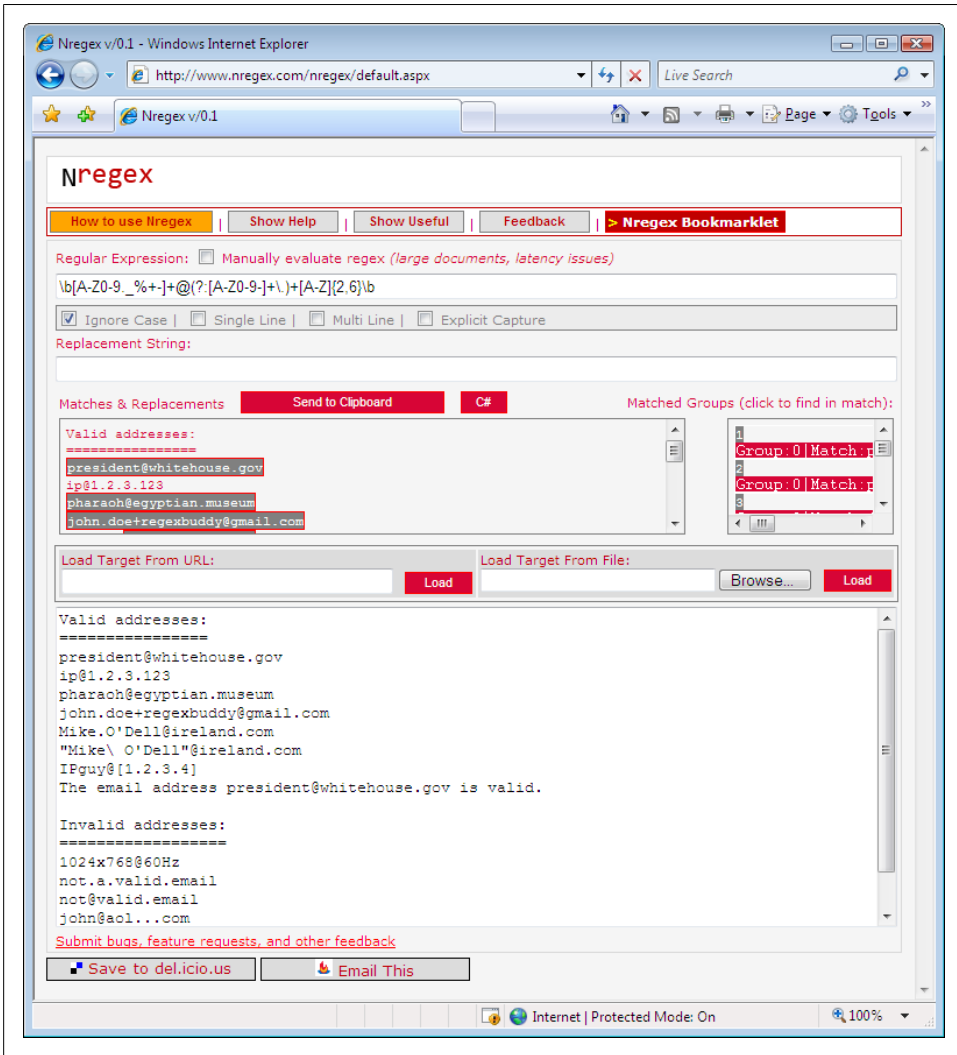 Nregex v/0.1 - Windows Internet Explorer
http://www.nregex.com/nregex/default.aspx
Live Search
Nregex v/0.1
Page
Tools
Nregex
How to use Nregex | Show Help | Show Useful | Feedback | > Nregex Bookmarklet
Regular Expression: Manually evaluate regex (large documents, latency issues)
\b[A-Z0-9._%+-]+@(?:[A-Z0-9-]+\.)+[A-Z]{2,6}\b
Ignore Case | Single Line | Multi Line | Explicit Capture
Replacement String:
Matches & Replacements Send to Clipboard C# Matched Groups (click to find in match):
Valid addresses:
================
president@whitehouse.gov
ip@1.2.3.123
pharaoh@egyptian.museum
john.doe+regexbuddy@gmail.com
1
Group:0|Match:p
2
Group:0|Match:p
3
Load Target From URL: Load Target From File:
Load Browse... Load
Valid addresses:
================
president@whitehouse.gov
ip@1.2.3.123
pharaoh@egyptian.museum
john.doe+regexbuddy@gmail.com
Mike.O'Dell@ireland.com
"Mike\ O'Dell"@ireland.com
IPguy@[1.2.3.4]
The email address president@whitehouse.gov is valid.
Invalid addresses:
==================
1024x768@60Hz
not.a.valid.email
not@valid.email
john@aol...com
Submit bugs, feature requests, and other feedback
Save to del.icio.us Email This
Internet | Protected Mode: On 100%